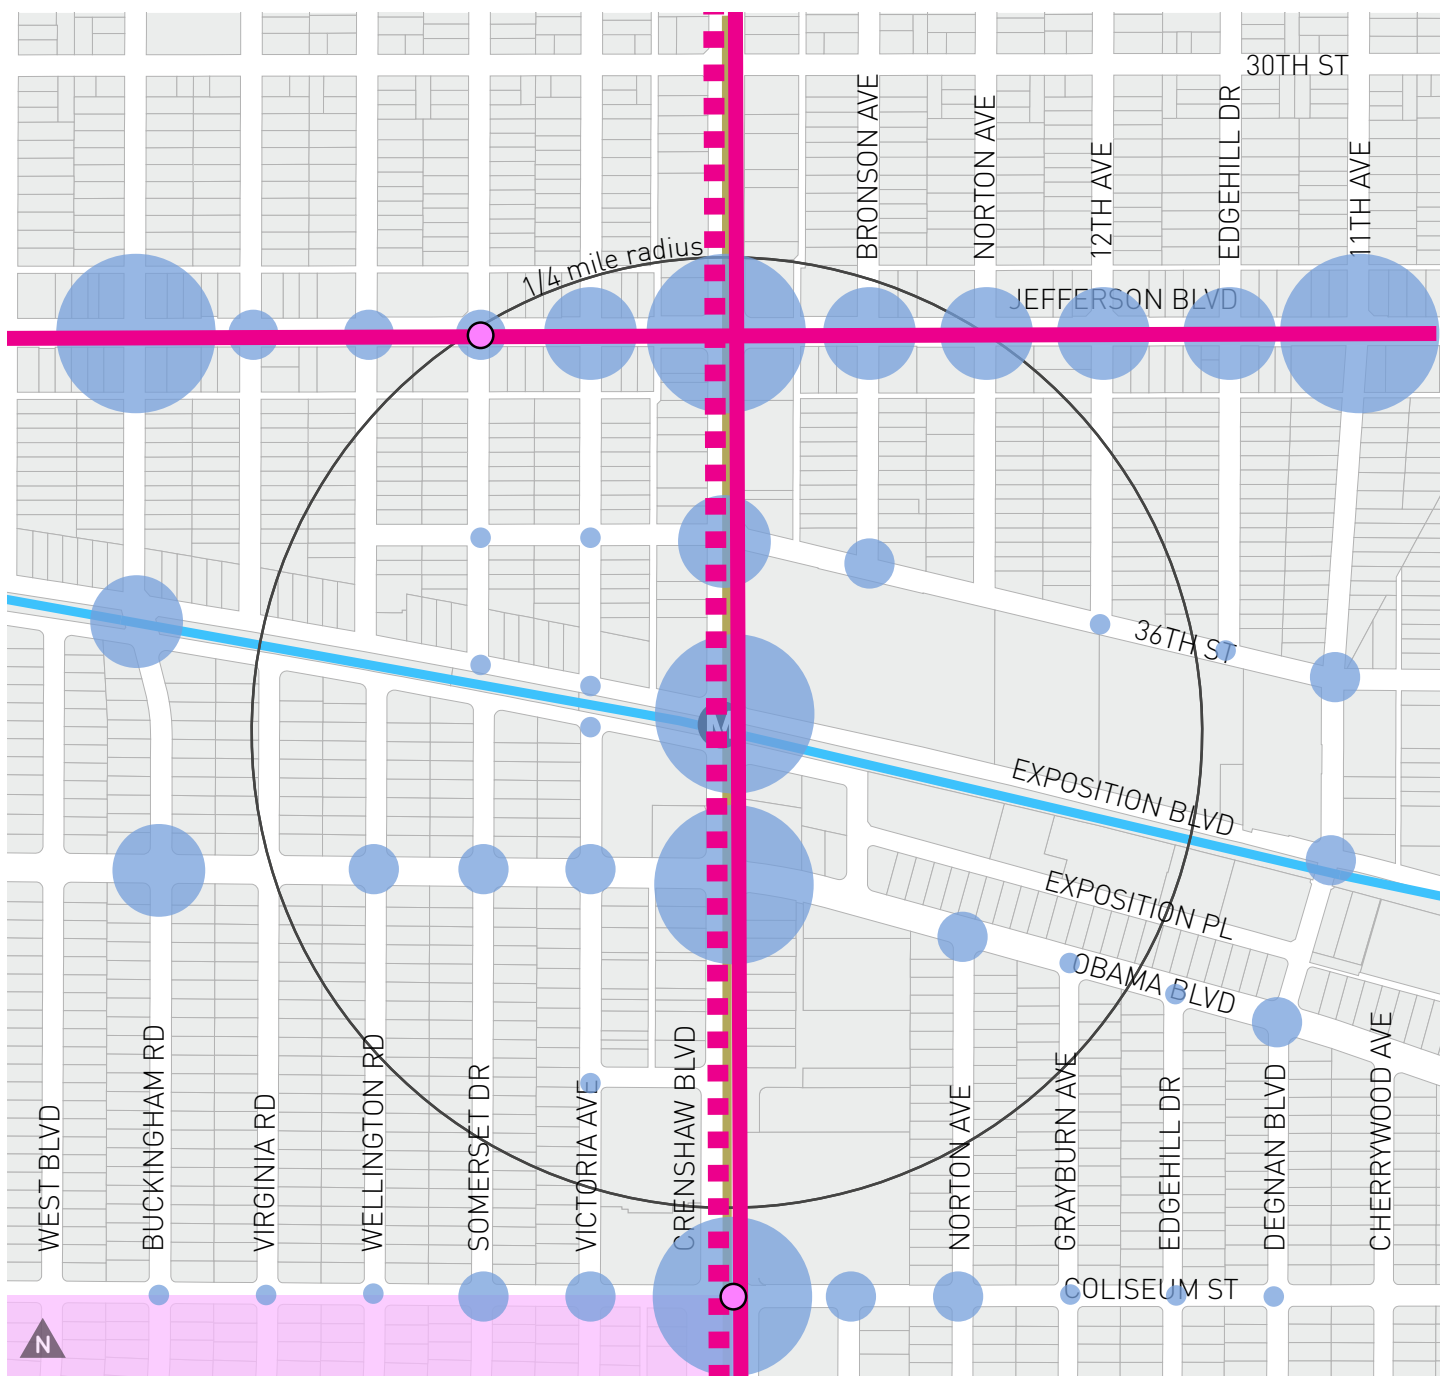 30TH ST
BRONSON AVE
NORTON AVE
12TH AVE
EDGEHILL DR
11TH AVE
1/4 mile radius
JEFFERSON BLVD
36TH ST
M
EXPOSITION BLVD
EXPOSITION PL
OBAMA BLVD
WEST BLVD
BUCKINGHAM RD
VIRGINIA RD
WELLINGTON RD
SOMERSET DR
VICTORIA AVE
CRENSHAW BLVD
NORTON AVE
GRAYBURN AVE
EDGEHILL DR
DEGNAN BLVD
CHERRYWOOD AVE
COLISEUM ST
N